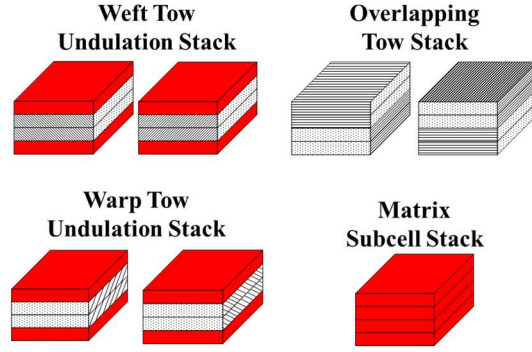 Weft Tow
Undulation Stack
Overlapping
Tow Stack
Warp Tow
Undulation Stack
Matrix
Subcell Stack